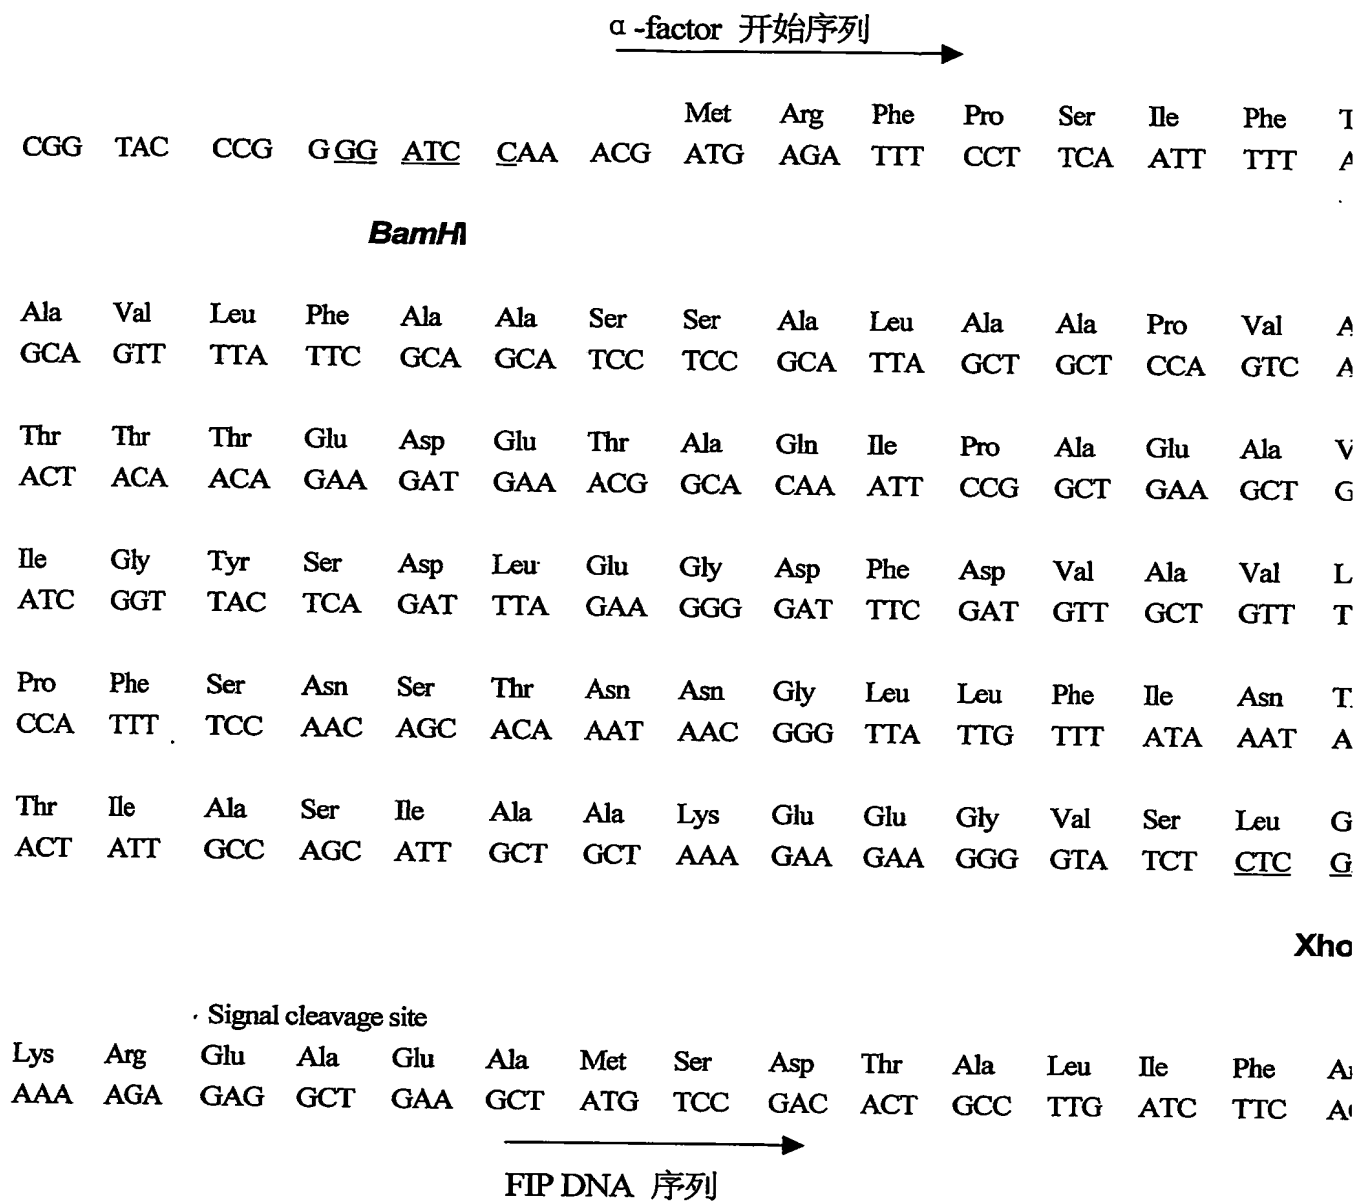 α-factor 开始序列
Met Arg Phe Pro Ser Ile Phe
CGG TAC CCG GGG ATC CAA ACG ATG AGA TTT CCT TCA ATT TTT
BamHI
Ala Val Leu Phe Ala Ala Ser Ser Ala Leu Ala Ala Pro Val
GCA GTT TTA TTC GCA GCA TCC TCC GCA TTA GCT GCT CCA GTC
Thr Thr Thr Glu Asp Glu Thr Ala Gln Ile Pro Ala Glu Ala
ACT ACA ACA GAA GAT GAA ACG GCA CAA ATT CCG GCT GAA GCT G
Ile Gly Tyr Ser Asp Leu Glu Gly Asp Phe Asp Val Ala Val L
ATC GGT TAC TCA GAT TTA GAA GGG GAT TTC GAT GTT GCT GTT T
Pro Phe Ser Asn Ser Thr Asn Asn Gly Leu Leu Phe Ile Asn
CCA TTT TCC AAC AGC ACA AAT AAC GGG TTA TTG TTT ATA AAT A
Thr Ile Ala Ser Ile Ala Ala Lys Glu Glu Gly Val Ser Leu G
ACT ATT GCC AGC ATT GCT GCT AAA GAA GAA GGG GTA TCT CTC G
Xho
Signal cleavage site
Lys Arg Glu Ala Glu Ala Met Ser Asp Thr Ala Leu Ile Phe
AAA AGA GAG GCT GAA GCT ATG TCC GAC ACT GCC TTG ATC TTC
FIP DNA 序列